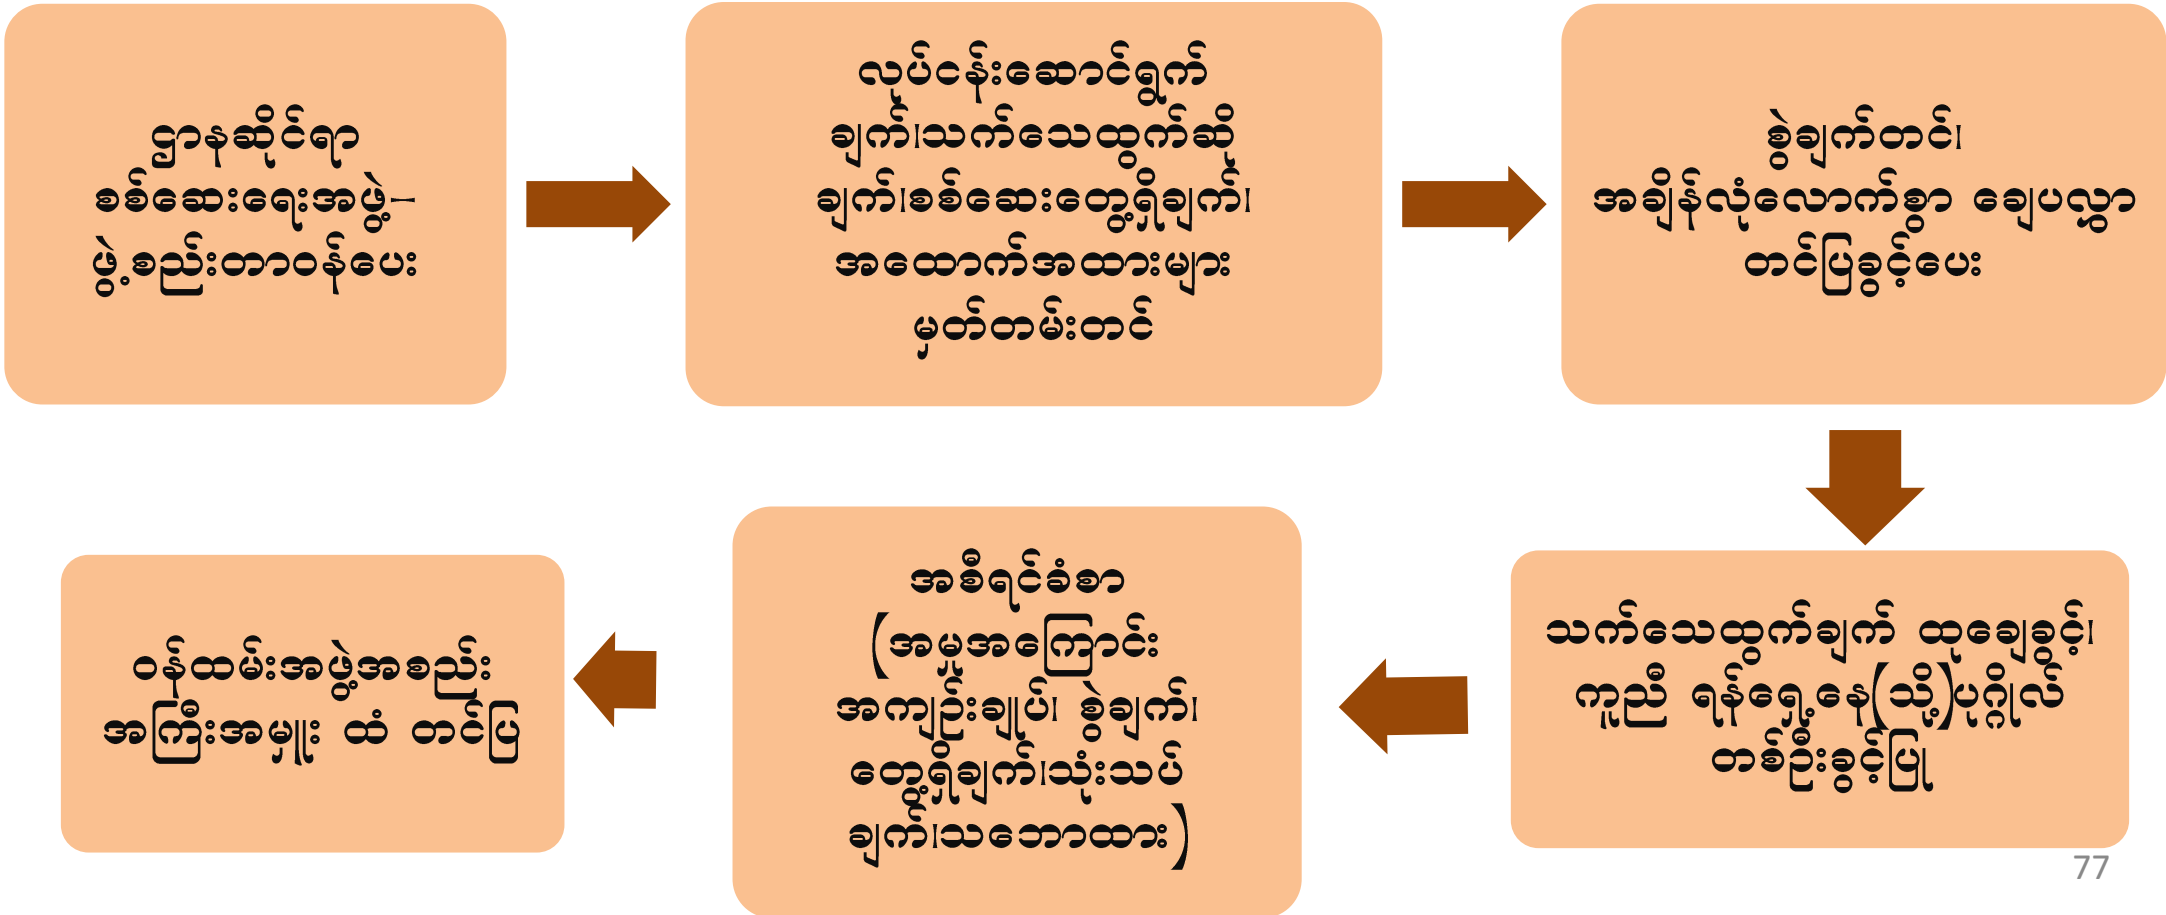 ဌာနဆိုင်ရာ
စစ်ဆေးရေးအဖွဲ့-
ဖွဲ့စည်းတာဝန်ပေး
လုပ်ငန်းဆောင်ရွက်
ချက်၊သက်သေထွက်ဆို
ချက်၊စစ်ဆေးတွေ့ရှိချက်၊
အထောက်အထားများ
မှတ်တမ်းတင်
စွဲချက်တင်၊
အချိန်လုံလောက်စွာ ချေပလွှာ
တင်ပြခွင့်ပေး
သက်သေထွက်ချက် ထုချေခွင့်၊
ကူညီ ရန်ရှေ့နေ(သို့)ပုဂ္ဂိုလ်
တစ်ဦးခွင့်ပြု
အစီရင်ခံစာ
(အမှုအကြောင်း
အကျဉ်းချုပ်၊ စွဲချက်၊
တွေ့ရှိချက်၊သုံးသပ်
ချက်၊သဘောထား)
ဝန်ထမ်းအဖွဲ့အစည်း
အကြီးအမှူး ထံ တင်ပြ
77